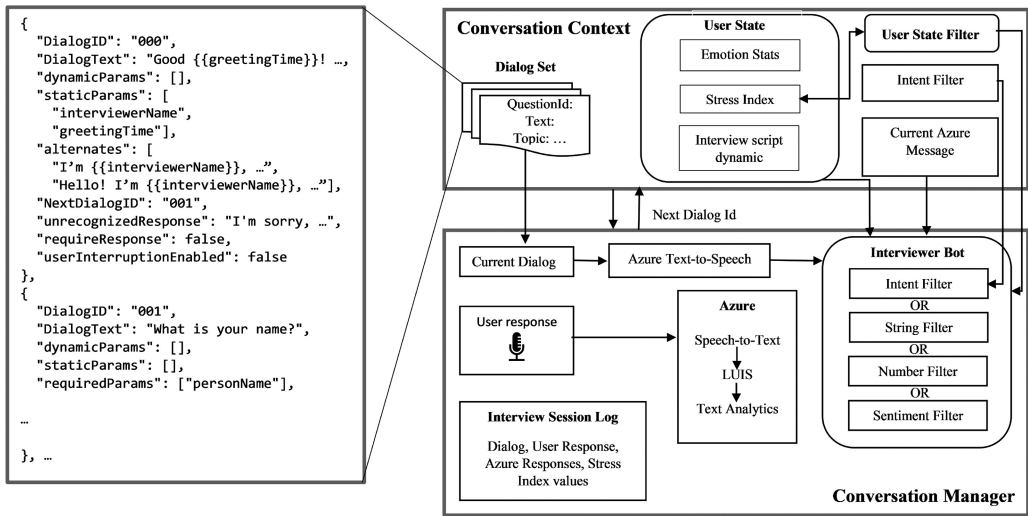 {
"DialogID": "000",
"DialogText": "Good {{greetingTime}}! …,
"dynamicParams": [],
"staticParams": [
"interviewerName",
"greetingTime"],
"alternates": [
"I’m {{interviewerName}}, …”,
"Hello! I’m {{interviewerName}}, …”],
"NextDialogID": "001",
"unrecognizedResponse": "I'm sorry, …",
"requireResponse": false,
"userInterruptionEnabled": false
},
{
"DialogID": "001",
"DialogText": "What is your name?",
"dynamicParams": [],
"staticParams": [],
"requiredParams": ["personName"],
…
}, …
Conversation Context
Dialog Set
QuestionId:
Text:
Topic: …
User State
Emotion Stats
Stress Index
Interview script
dynamic
User State Filter
Intent Filter
Current Azure
Message
Next Dialog Id
Current Dialog
Azure Text-to-Speech
User response
Azure
Speech-to-Text
LUIS
Text Analytics
Interview Session Log
Dialog, User Response,
Azure Responses, Stress
Index values
Interviewer Bot
Intent Filter
OR
String Filter
OR
Number Filter
OR
Sentiment Filter
Conversation Manager